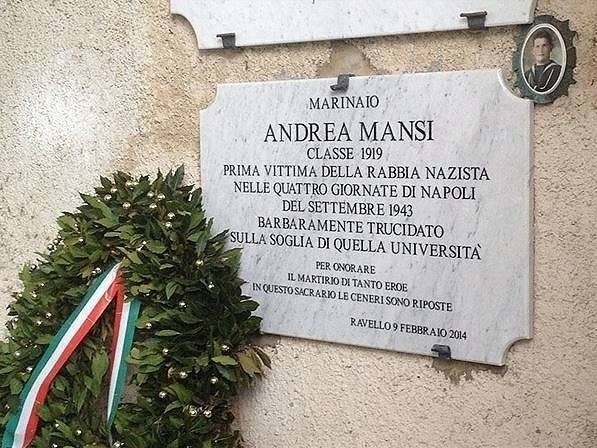 MARINAIO
ANDREA MANSI
CLASSE 1919
PRIMA VITTIMA DELLA RABBIA NAZISTA
NELLE QUATTRO GIORNATE DI NAPOLI
DEL SETTEMBRE 1943
BARBARAMENTE TRUCIDATO
SULLA SOGLIA DI QUELLA UNIVERSITÀ
PER ONORARE
IL MARTIRIO DI TANTO EROE
IN QUESTO SACRARIO LE CENERI SONO RIPOSTE
RAVELLO 9 FEBBRAIO 2014